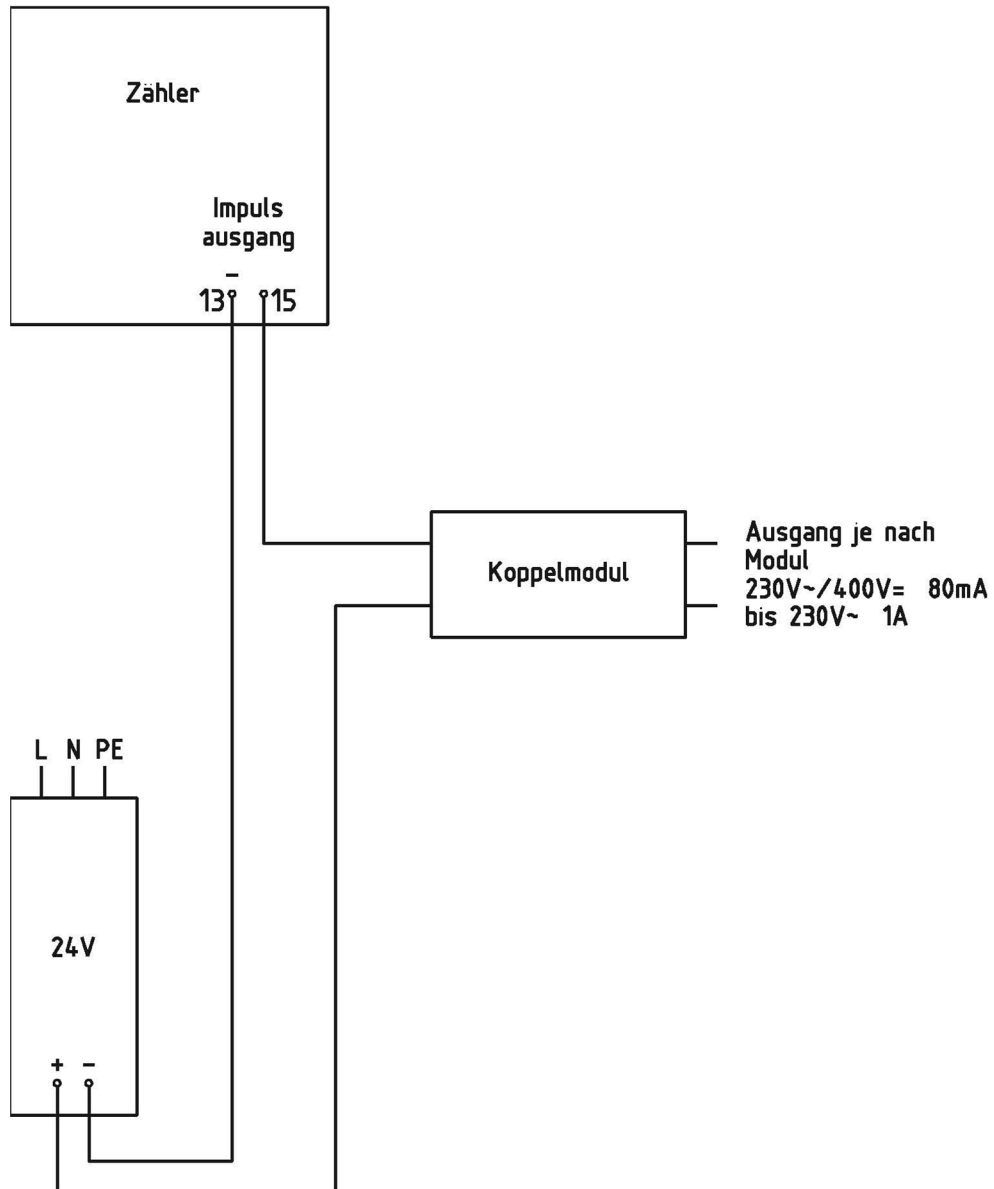 Zähler
Impuls
ausgang
-
13 15
Koppelmodul
Ausgang je nach
Modul
230V~/400V= 80mA
bis 230V~ 1A
L N PE
24V
+ -